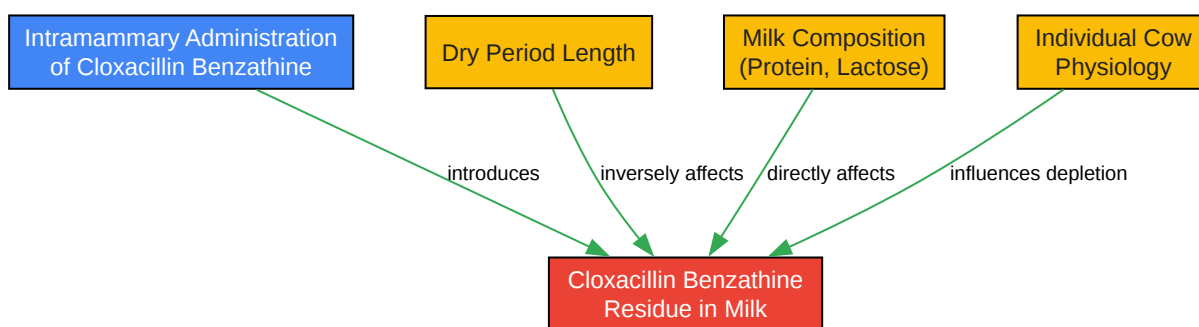 Intramammary Administration
of Cloxacillin Benzathine
Dry Period Length
Milk Composition
(Protein, Lactose)
Individual Cow
Physiology
introduces
inversely affects
directly affects
influences depletion
Cloxacillin Benzathine
Residue in Milk